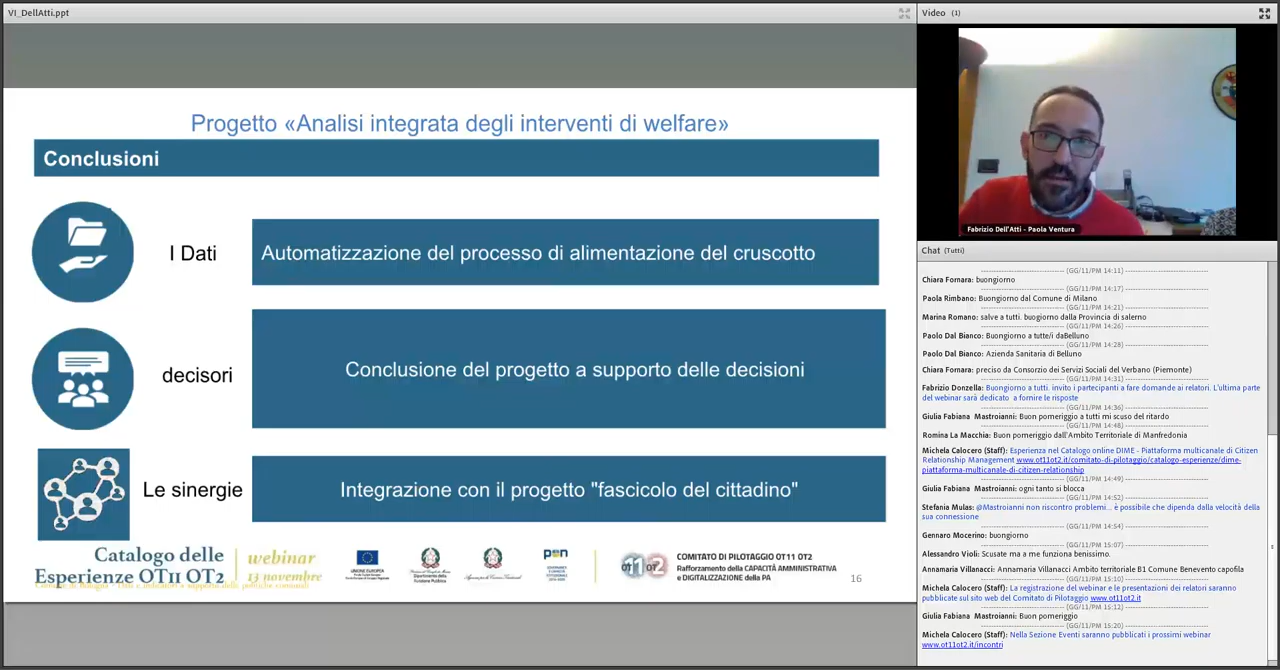 VI_DellAtti.ppt
Progetto «Analisi integrata degli interventi di welfare»
Conclusioni
I Dati
Automatizzazione del processo di alimentazione del cruscotto
decisori
Conclusione del progetto a supporto delle decisioni
Le sinergie
Integrazione con il progetto "fascicolo del cittadino"
Catalogo delle
Esperienze OT11 OT2
webinar
13 novembre
UNIONE EUROPEA
pon
ot11 ot2
COMITATO DI PILOTAGGIO OT11 OT2
Rafforzamento della CAPACITÀ AMMINISTRATIVA
e DIGITALIZZAZIONE della PA
16
Video (1)
Fabrizio Dell'Atti - Paola Ventura
Chat (Tutti)
(GG/11/PM 14:11)
Chiara Fornara: buongiorno
(GG/11/PM 14:17)
Paola Rimbano: Buongiorno dal Comune di Milano
(GG/11/PM 14:21)
Marina Romano: salve a tutti. buogiorno dalla Provincia di salerno
(GG/11/PM 14:26)
Paolo Dal Bianco: Buongiorno a tutte/i daBelluno
(GG/11/PM 14:28)
Paolo Dal Bianco: Azienda Sanitaria di Belluno
Chiara Fornara: preciso da Consorzio dei Servizi Sociali del Verbano (Piemonte)
(GG/11/PM 14:31)
Fabrizio Donzella: Buongiorno a tutti. invito i partecipanti a fare domande ai relatori. L'ultima parte
del webinar sarà dedicato a fornire le risposte
(GG/11/PM 14:36)
Giulia Fabiana Mastroianni: Buon pomeriggio a tutti mi scuso del ritardo
(GG/11/PM 14:48)
Romina La Macchia: Buon pomeriggio dall'Ambito Territoriale di Manfredonia
Michela Calocero (Staff): Esperienza nel Catalogo online DIME - Piattaforma multicanale di Citizen
Relationship Management www.ot11ot2.it/comitato-di-pilotaggio/catalogo-esperienze/dime-
piattaforma-multicanale-di-citizen-relationship
(GG/11/PM 14:49)
Giulia Fabiana Mastroianni: ogni tanto si blocca
(GG/11/PM 14:52)
Stefania Mulas: @Mastroianni non riscontro problemi... è possibile che dipenda dalla velocità della
sua connessione
(GG/11/PM 14:54)
Gennaro Mocerino: buongiorno
(GG/11/PM 15:07)
Alessandro Violi: Scusate ma a me funziona benissimo.
Annamaria Villanacci: Annamaria Villanacci Ambito territoriale B1 Comune Benevento capofila
(GG/11/PM 15:10)
Michela Calocero (Staff): La registrazione del webinar e le presentazioni dei relatori saranno
pubblicate sul sito web del Comitato di Pilotaggio www.ot11ot2.it
(GG/11/PM 15:12)
Giulia Fabiana Mastroianni: Buon pomeriggio
(GG/11/PM 15:20)
Michela Calocero (Staff): Nella Sezione Eventi saranno pubblicati i prossimi webinar
www.ot11ot2.it/incontri